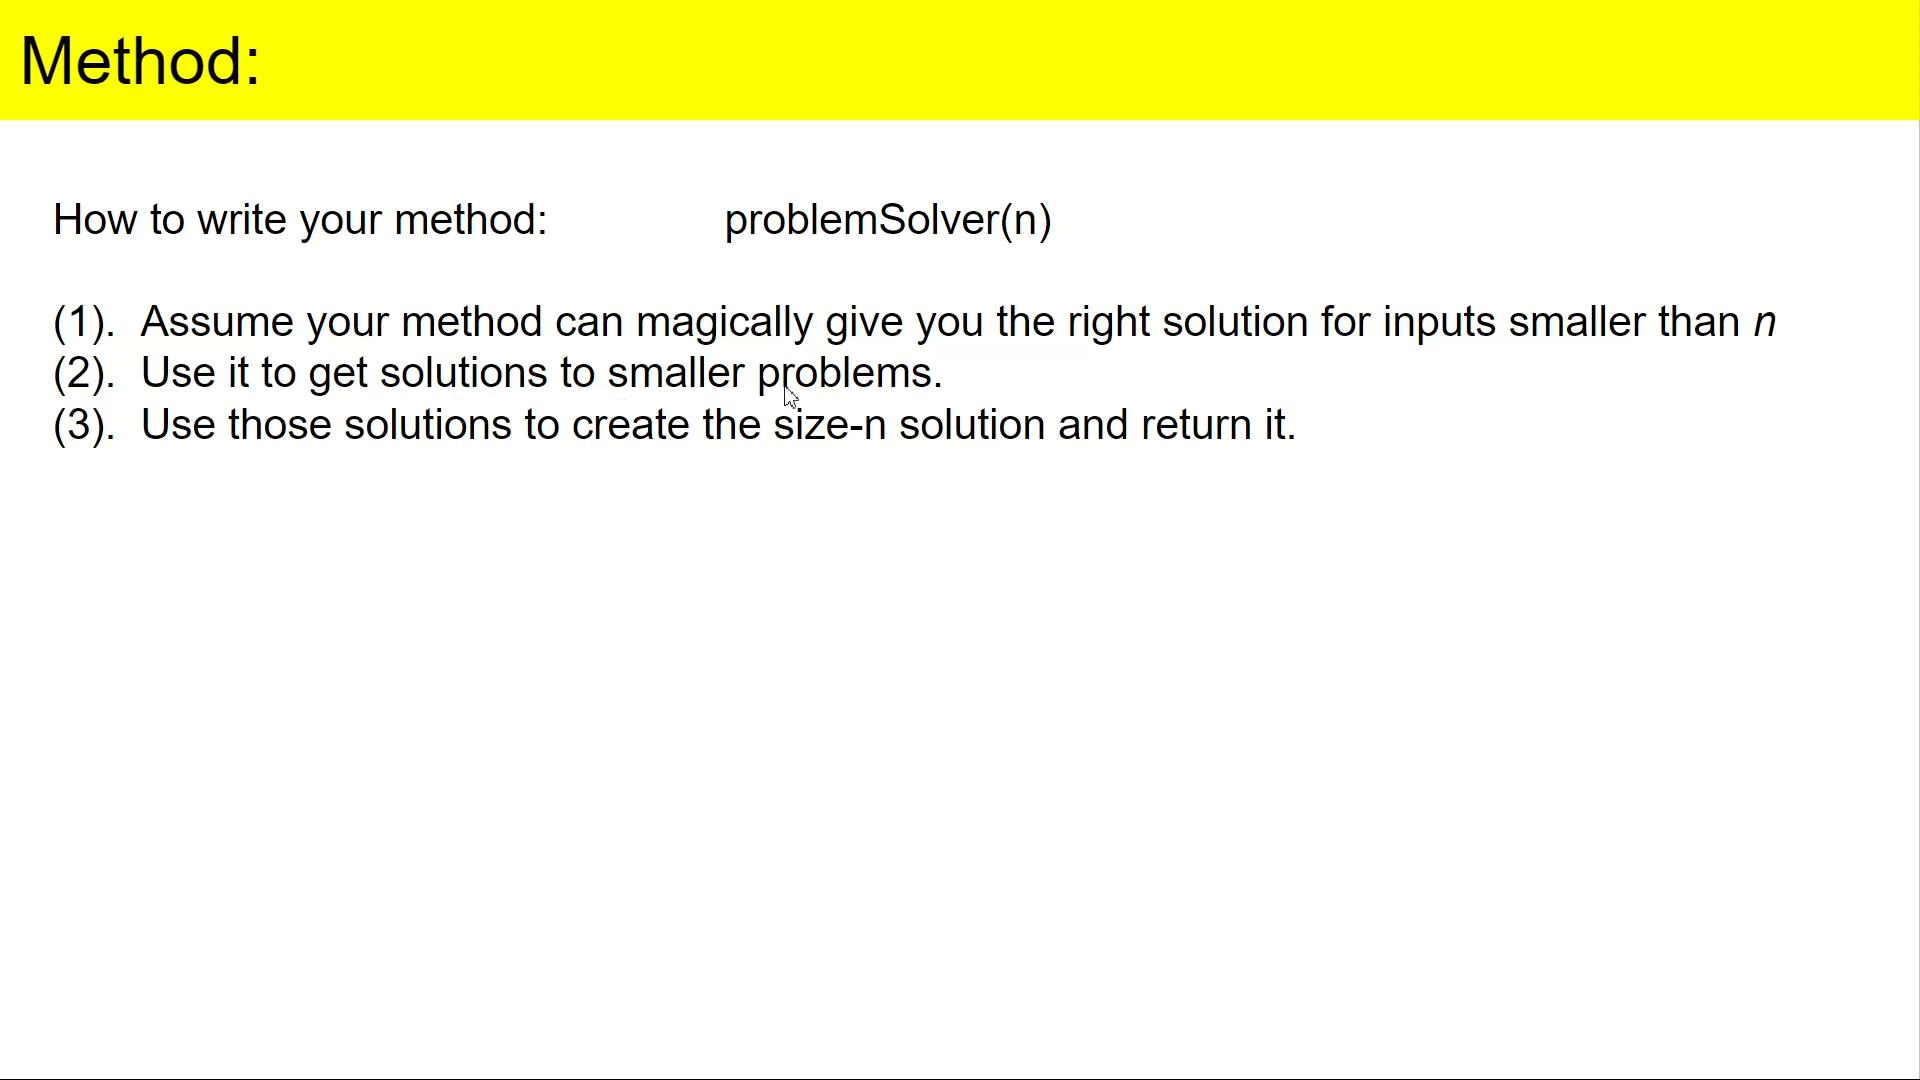 Method:
How to write your method: problemSolver(n)
(1). Assume your method can magically give you the right solution for inputs smaller than n
(2). Use it to get solutions to smaller problems.
(3). Use those solutions to create the size-n solution and return it.